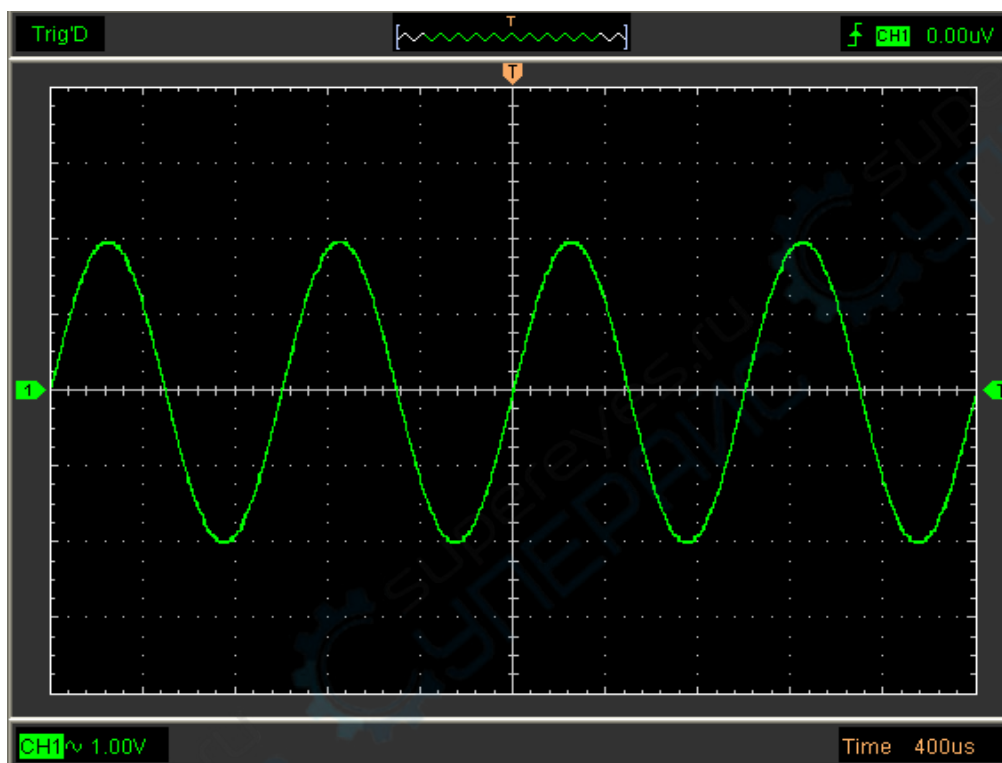 Trig'D
T
CH1 0.00uV
T
1
T
supereyes.ru
СУПЕРАЙС
CH1 1.00V
Time 400us